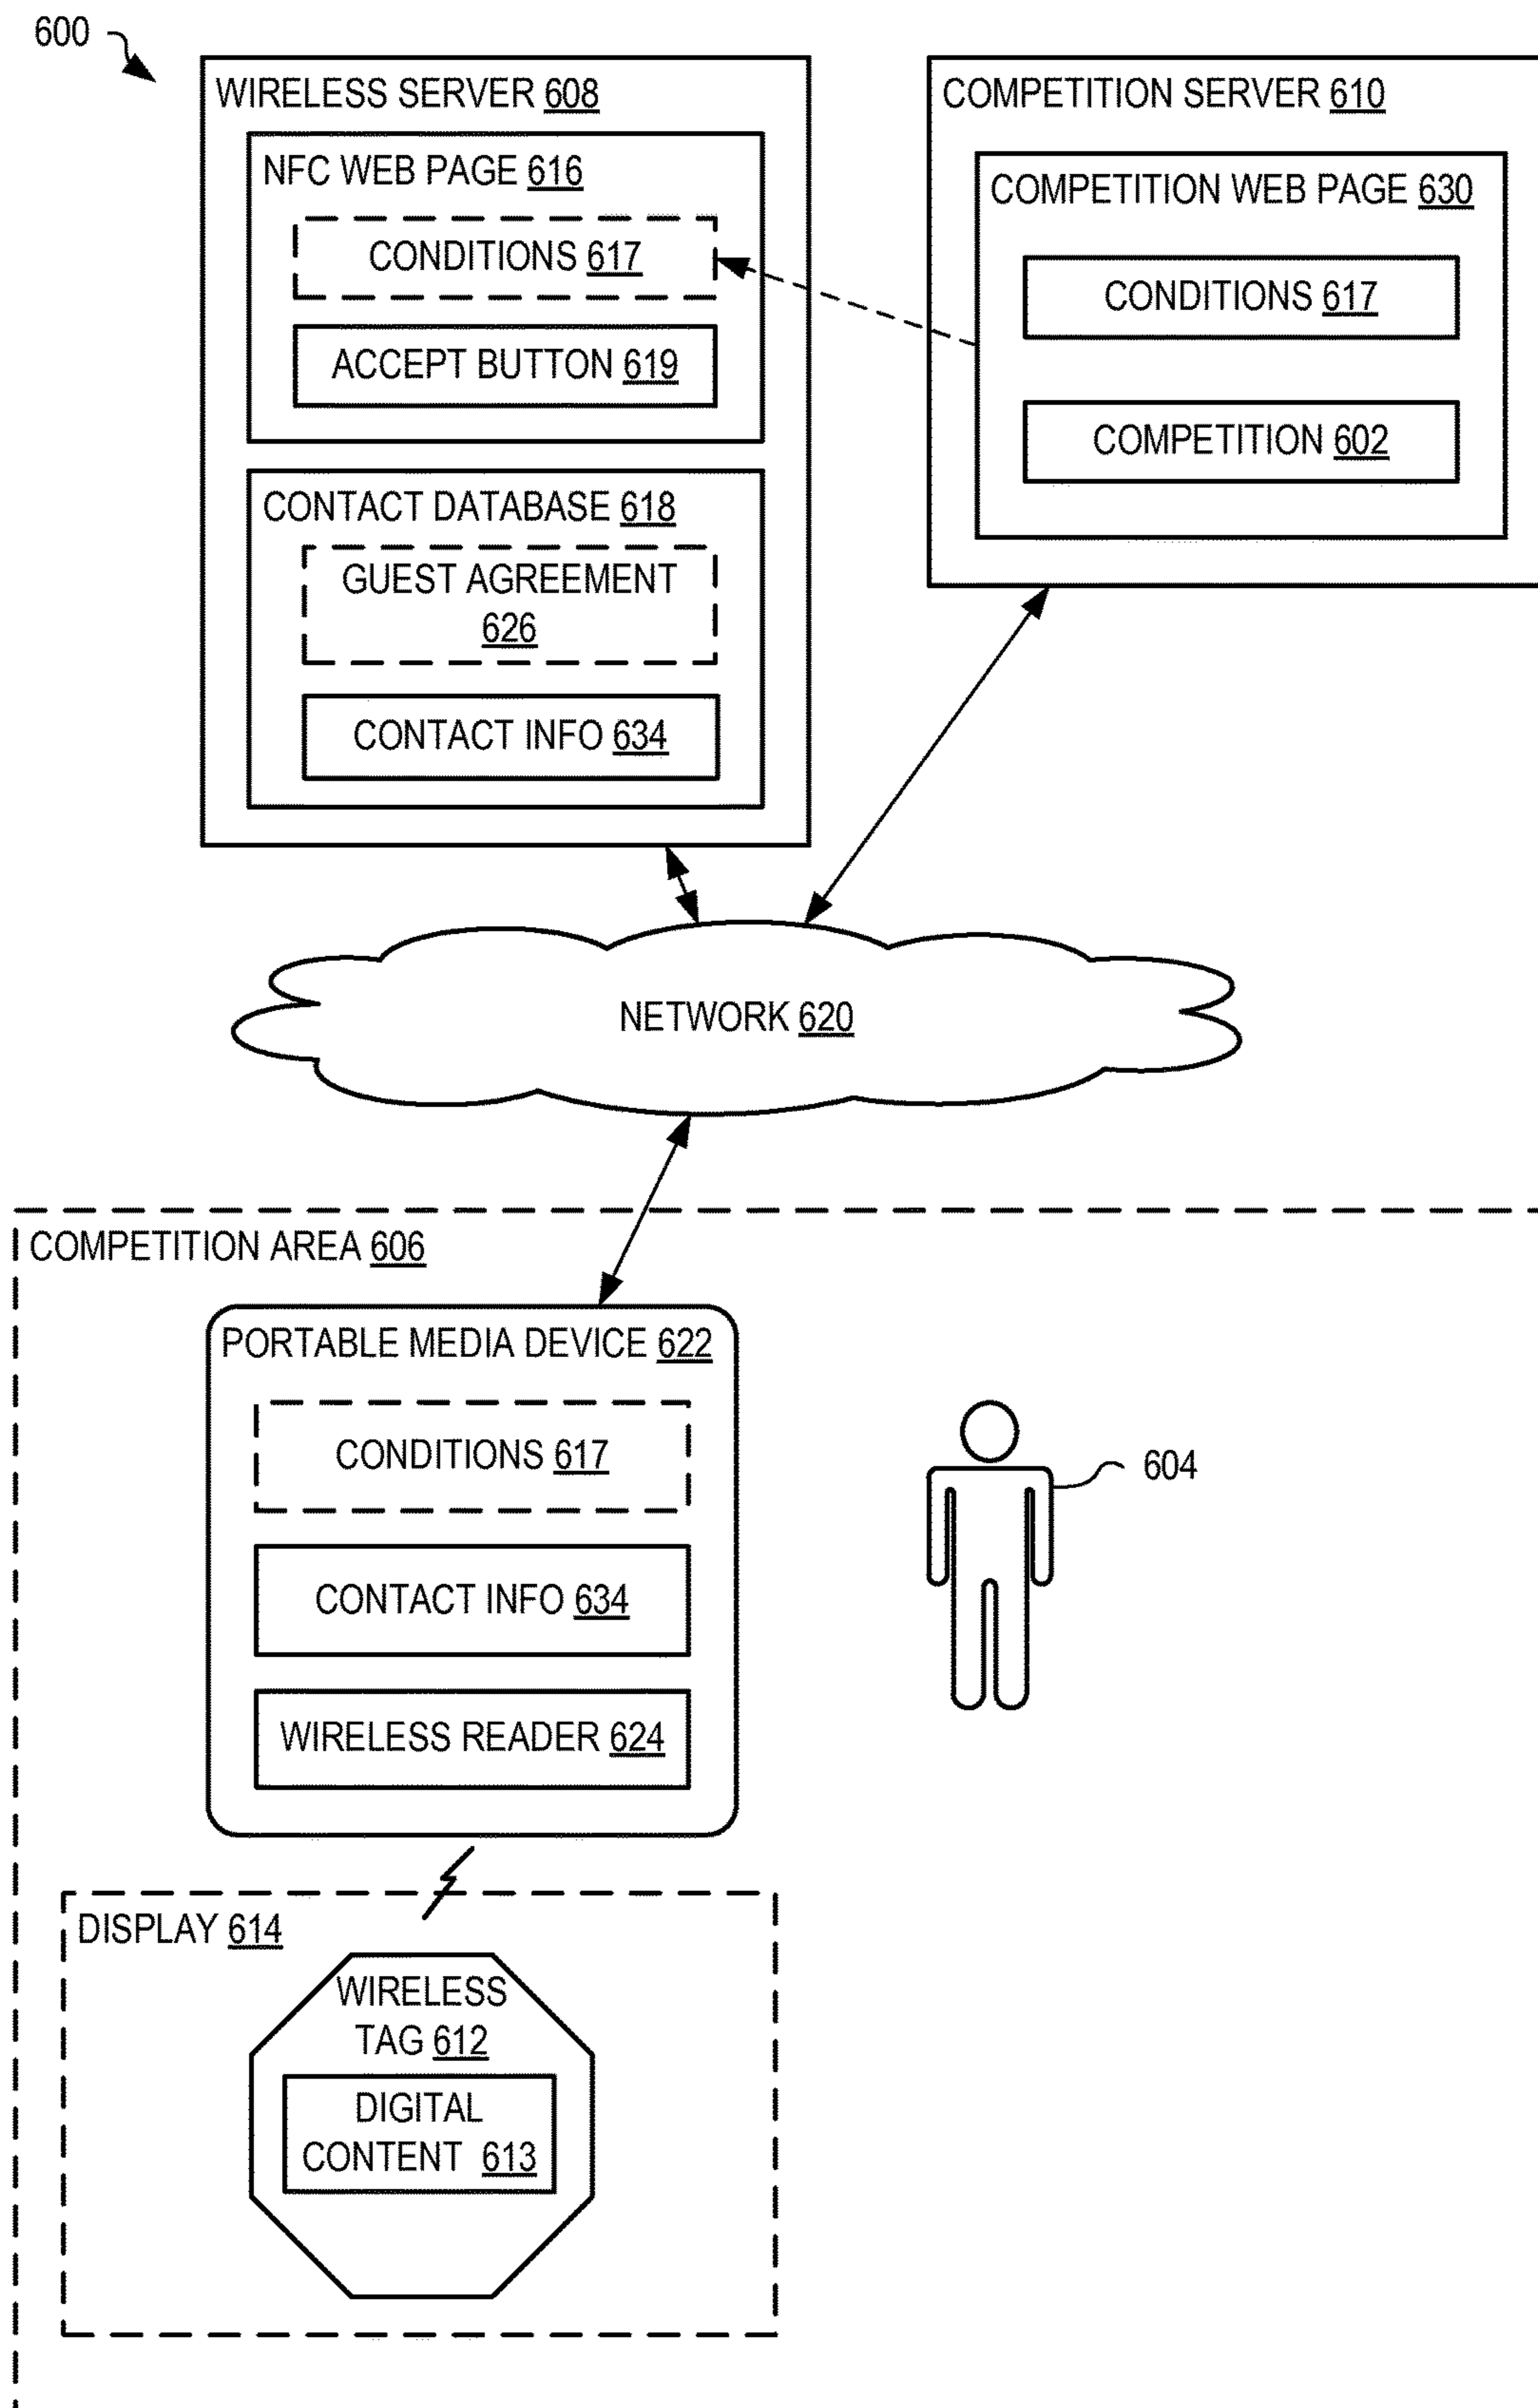 600
WIRELESS SERVER 608
NFC WEB PAGE 616
CONDITIONS 617
ACCEPT BUTTON 619
CONTACT DATABASE 618
GUEST AGREEMENT
626
CONTACT INFO 634
COMPETITION SERVER 610
COMPETITION WEB PAGE 630
CONDITIONS 617
COMPETITION 602
NETWORK 620
COMPETITION AREA 606
PORTABLE MEDIA DEVICE 622
CONDITIONS 617
CONTACT INFO 634
WIRELESS READER 624
604
DISPLAY 614
WIRELESS
TAG 612
DIGITAL
CONTENT 613